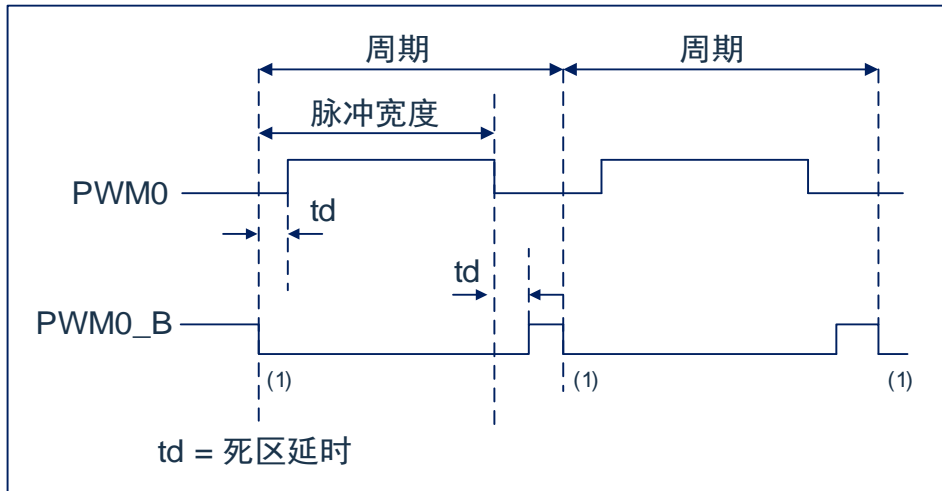 周期
周期
脉冲宽度
PWM0
td
td
PWM0_B
(1)
(1)
(1)
td = 死区延时